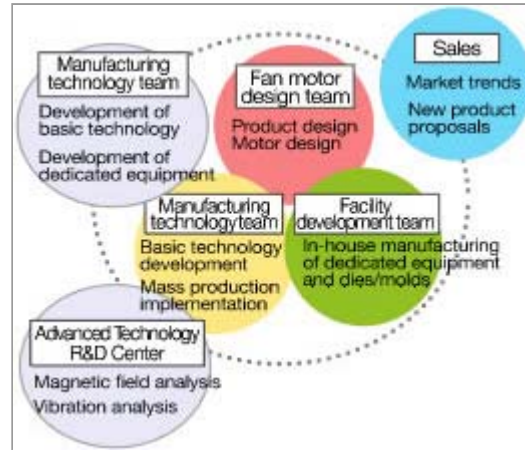 Manufacturing
technology team
Development of
basic technology
Development of
dedicated equipment
Fan motor
design team
Product design
Motor design
Sales
Market trends
New product
proposals
Manufacturing
technology team
Basic technology
development
Mass production
implementation
Facility
development team
In-house manufacturing
of dedicated equipment
and dies/molds
Advanced Technology
R&D Center
Magnetic field analysis
Vibration analysis